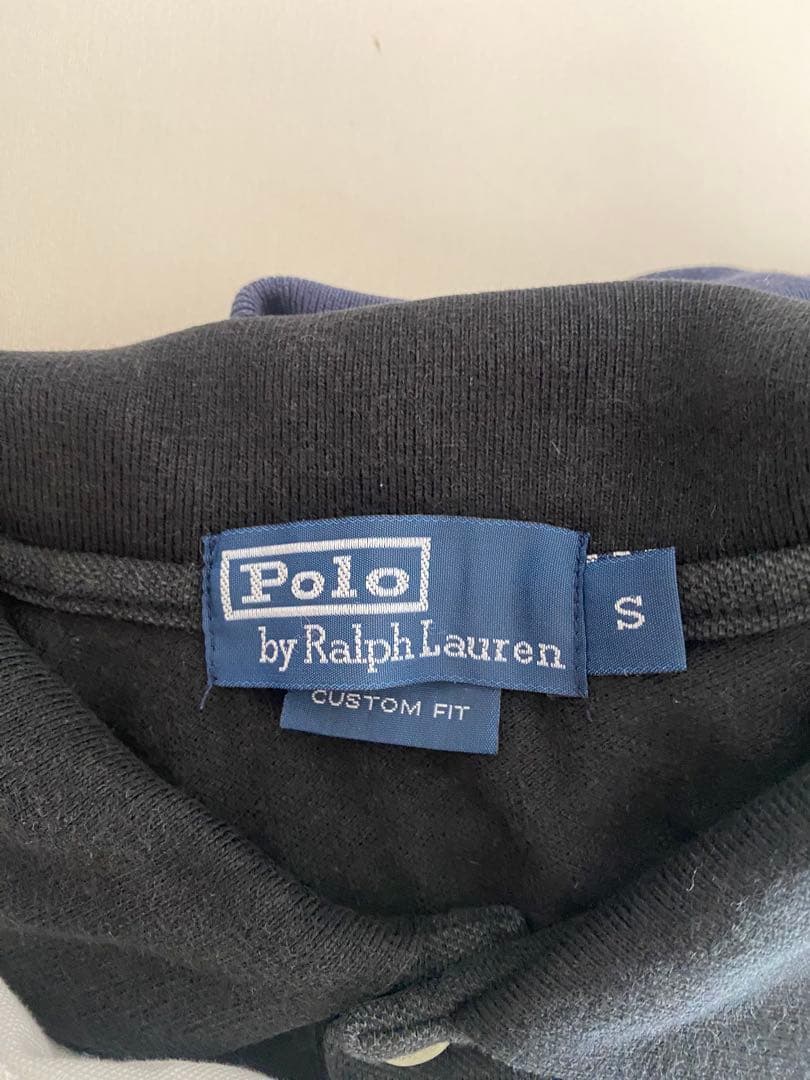 Polo
by Ralph Lauren
S
CUSTOM FIT